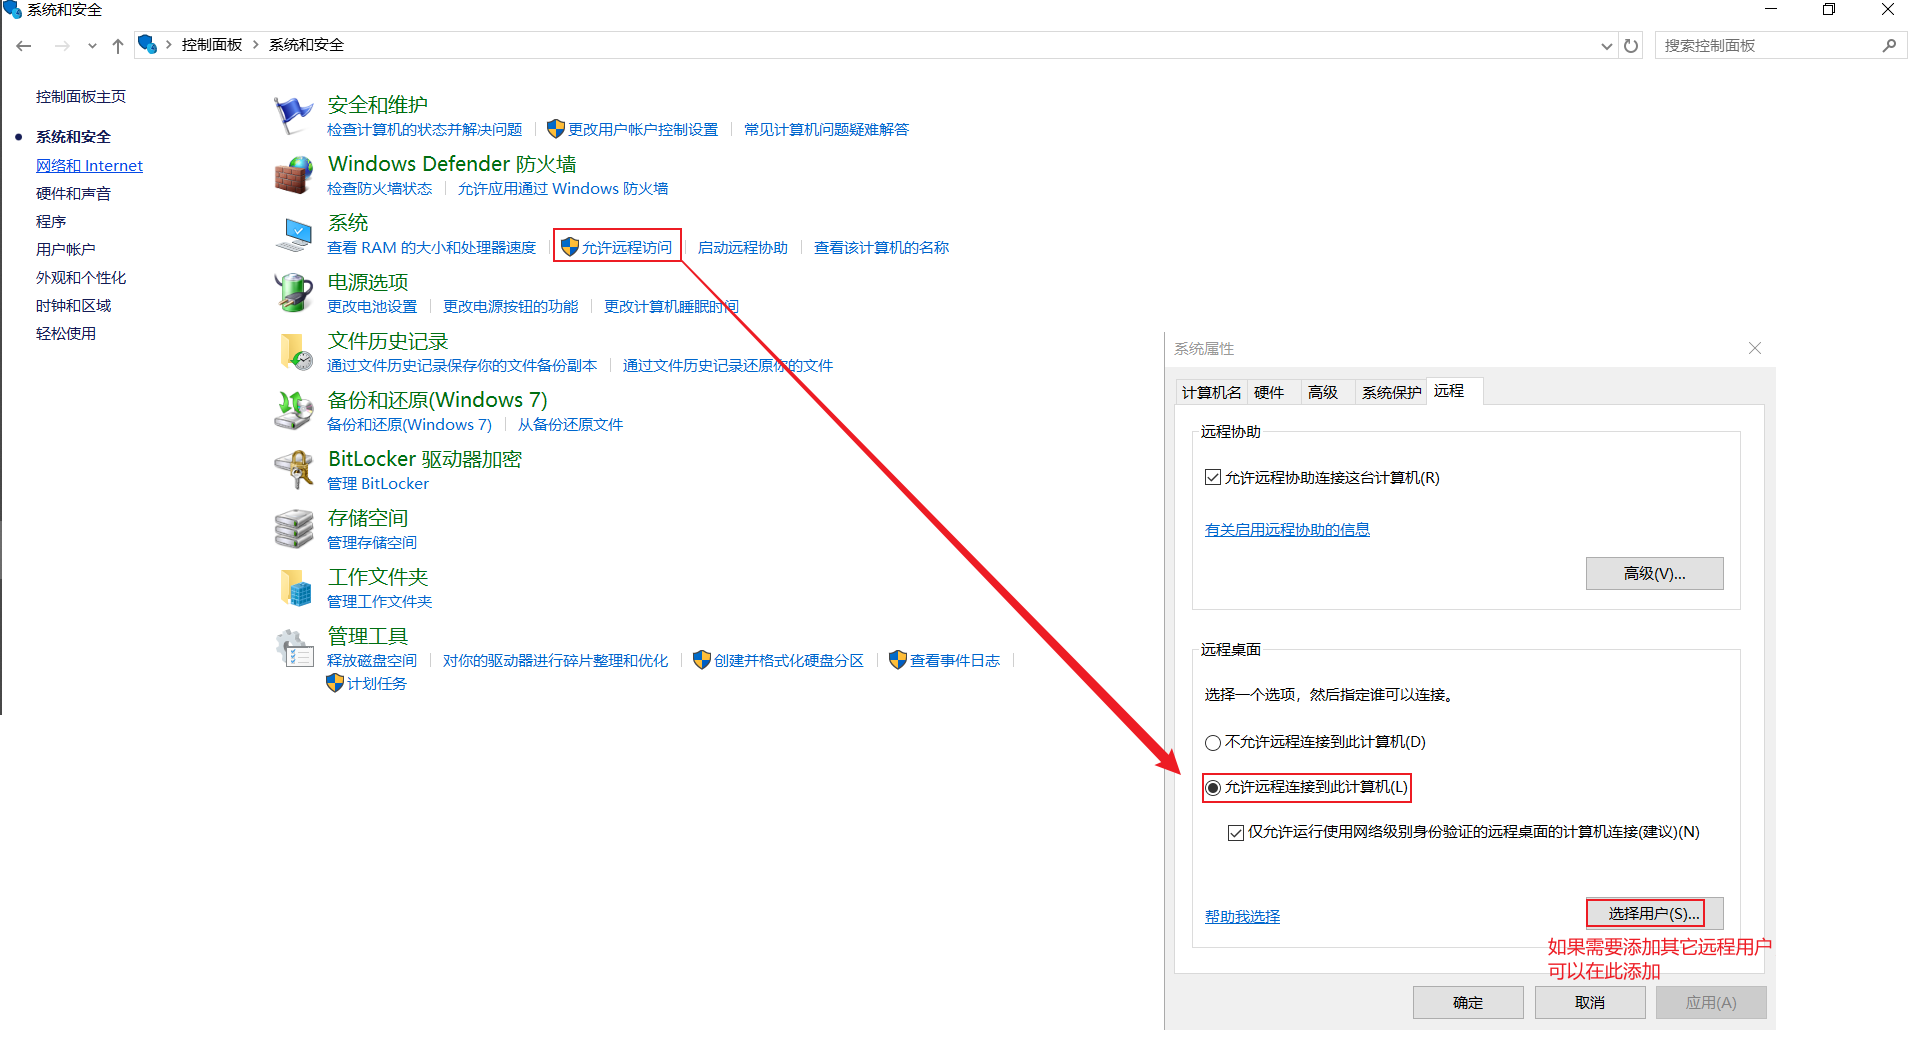 系统和安全
控制面板 系统和安全
搜索控制面板
控制面板主页
系统和安全
网络和 Internet
硬件和声音
程序
用户帐户
外观和个性化
时钟和区域
轻松使用
安全和维护
检查计算机的状态并解决问题 更改用户帐户控制设置 常见计算机问题疑难解答
Windows Defender 防火墙
检查防火墙状态 允许应用通过 Windows 防火墙
系统
查看 RAM 的大小和处理器速度 允许远程访问 启动远程协助 查看该计算机的名称
电源选项
更改电池设置 更改电源按钮的功能 更改计算机睡眠时间
文件历史记录
通过文件历史记录保存你的文件备份副本 通过文件历史记录还原你的文件
备份和还原(Windows 7)
备份和还原(Windows 7) 从备份还原文件
BitLocker 驱动器加密
管理 BitLocker
存储空间
管理存储空间
工作文件夹
管理工作文件夹
管理工具
释放磁盘空间 对你的驱动器进行碎片整理和优化 创建并格式化硬盘分区 查看事件日志
计划任务
系统属性
计算机名 硬件 高级 系统保护 远程
远程协助
允许远程协助连接这台计算机(R)
有关启用远程协助的信息
高级(V)...
远程桌面
选择一个选项，然后指定谁可以连接。
不允许远程连接到此计算机(D)
允许远程连接到此计算机(L)
仅允许运行使用网络级别身份验证的远程桌面的计算机连接(建议)(N)
帮助我选择
选择用户(S)...
如果需要添加其它远程用户
可以在此添加
确定 取消 应用(A)